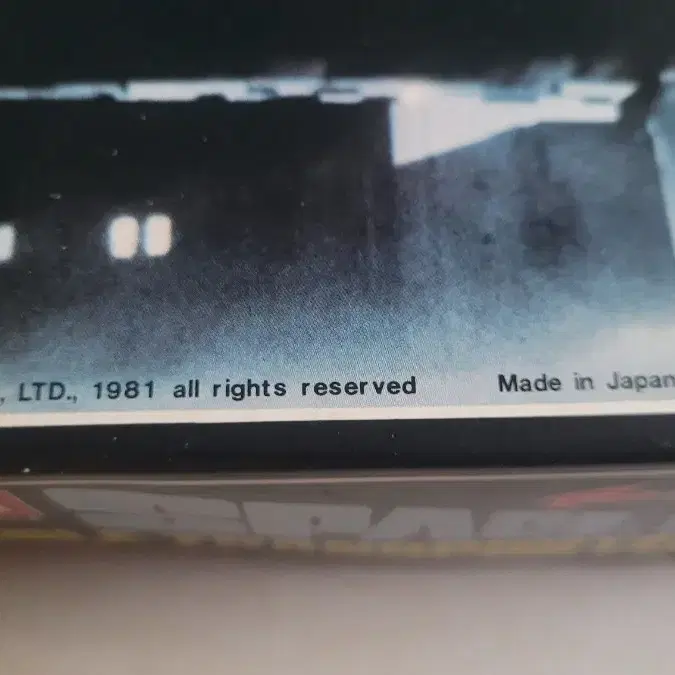 , LTD., 1981 all rights reserved Made in Japan